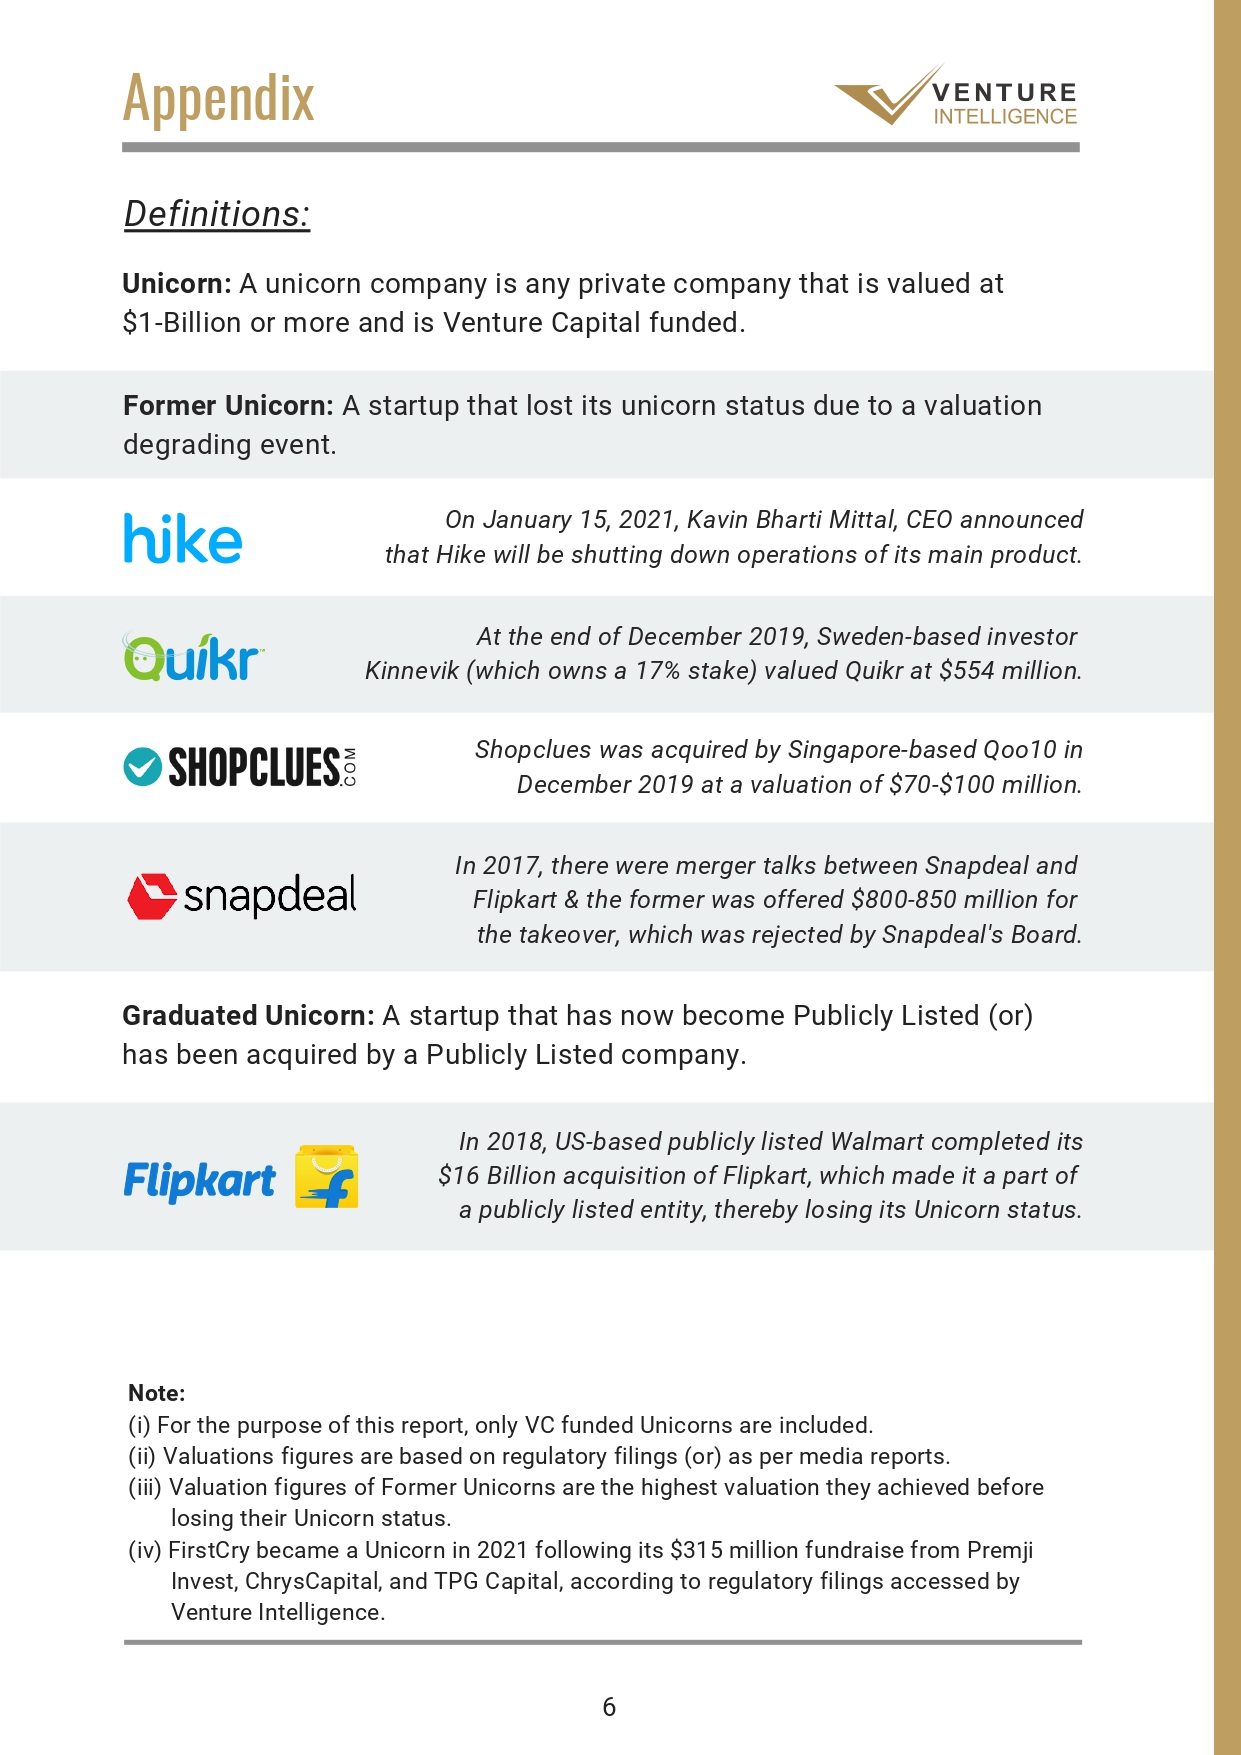 Appendix
VENTURE
INTELLIGENCE
Definitions:
Unicorn: A unicorn company is any private company that is valued at
$1-Billion or more and is Venture Capital funded.
Former Unicorn: A startup that lost its unicorn status due to a valuation
degrading event.
hike
On January 15, 2021, Kavin Bharti Mittal, CEO announced
that Hike will be shutting down operations of its main product.
Quikr™
At the end of December 2019, Sweden-based investor
Kinnevik (which owns a 17% stake) valued Quikr at $554 million.
SHOPCLUES.COM
Shopclues was acquired by Singapore-based Qoo10 in
December 2019 at a valuation of $70-$100 million.
snapdeal
In 2017, there were merger talks between Snapdeal and
Flipkart & the former was offered $800-850 million for
the takeover, which was rejected by Snapdeal's Board.
Graduated Unicorn: A startup that has now become Publicly Listed (or)
has been acquired by a Publicly Listed company.
Flipkart f
In 2018, US-based publicly listed Walmart completed its
$16 Billion acquisition of Flipkart, which made it a part of
a publicly listed entity, thereby losing its Unicorn status.
Note:
(i) For the purpose of this report, only VC funded Unicorns are included.
(ii) Valuations figures are based on regulatory filings (or) as per media reports.
(iii) Valuation figures of Former Unicorns are the highest valuation they achieved before
losing their Unicorn status.
(iv) FirstCry became a Unicorn in 2021 following its $315 million fundraise from Premji
Invest, ChrysCapital, and TPG Capital, according to regulatory filings accessed by
Venture Intelligence.
6